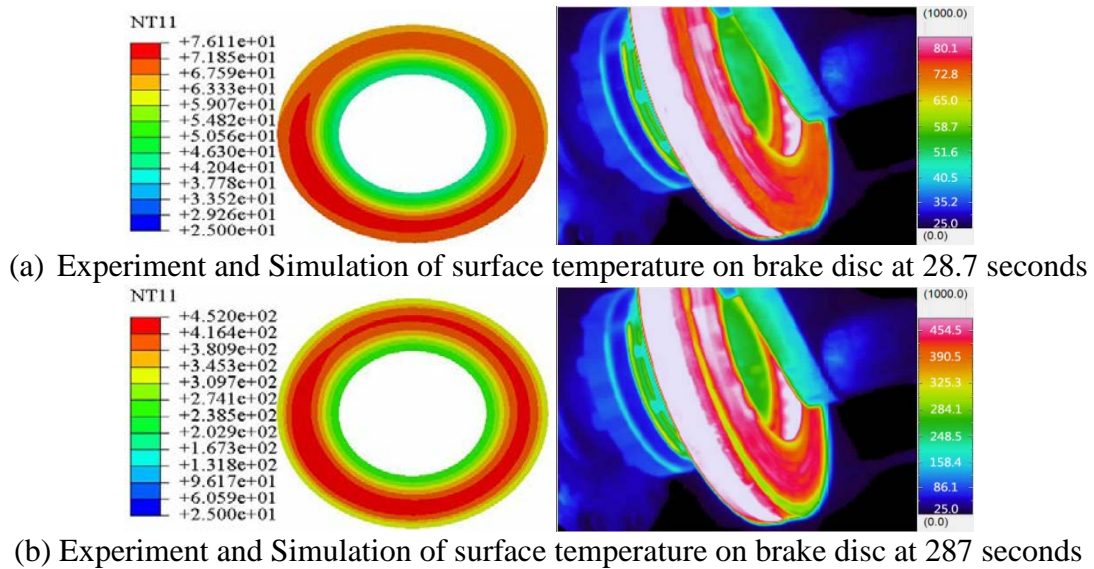 NT11
+7.611e+01
+7.185e+01
+6.759e+01
+6.333e+01
+5.907e+01
+5.482e+01
+5.056e+01
+4.630e+01
+4.204e+01
+3.778e+01
+3.352e+01
+2.926e+01
+2.500e+01
(1000.0)
80.1
72.8
65.0
58.7
51.6
40.5
35.2
25.0
(0.0)
(a) Experiment and Simulation of surface temperature on brake disc at 28.7 seconds
NT11
+4.520e+02
+4.164e+02
+3.809e+02
+3.453e+02
+3.097e+02
+2.741e+02
+2.385e+02
+2.029e+02
+1.673e+02
+1.318e+02
+9.617e+01
+6.059e+01
+2.500e+01
(1000.0)
454.5
390.5
325.3
284.1
248.5
158.4
86.1
25.0
(0.0)
(b) Experiment and Simulation of surface temperature on brake disc at 287 seconds